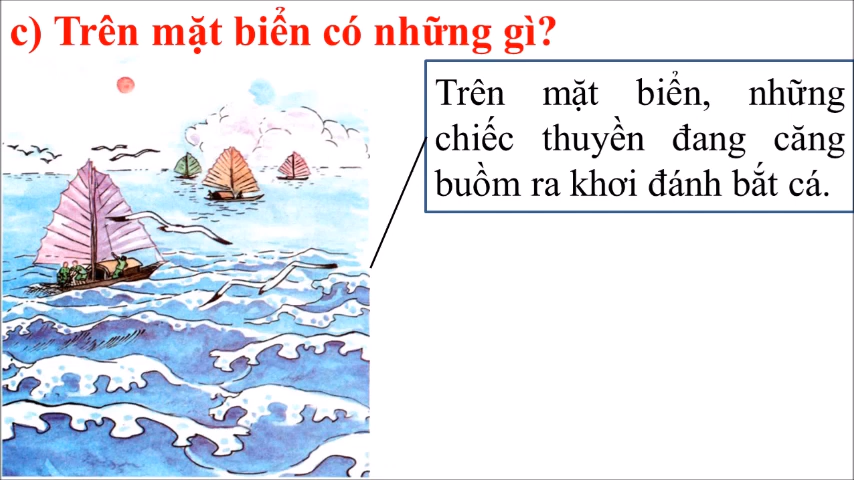 c) Trên mặt biển có những gì?
Trên mặt biển, những
chiếc thuyền đang căng
buồm ra khơi đánh bắt cá.